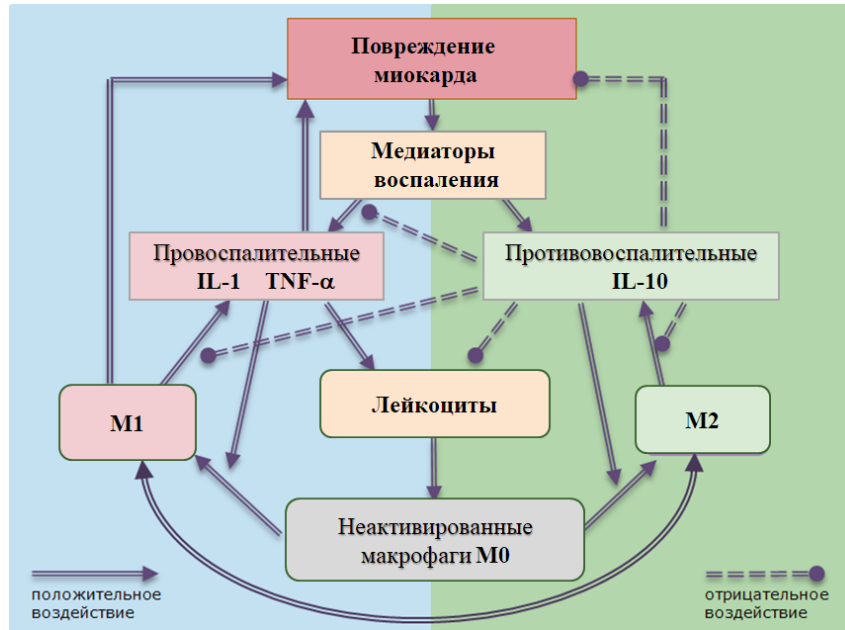 Повреждение
миокарда
Медиаторы
воспаления
Провоспалительные
IL-1 TNF-α
Противовоспалительные
IL-10
M1
Лейкоциты
M2
Неактивированные
макрофаги M0
положительное
воздействие
отрицательное
воздействие